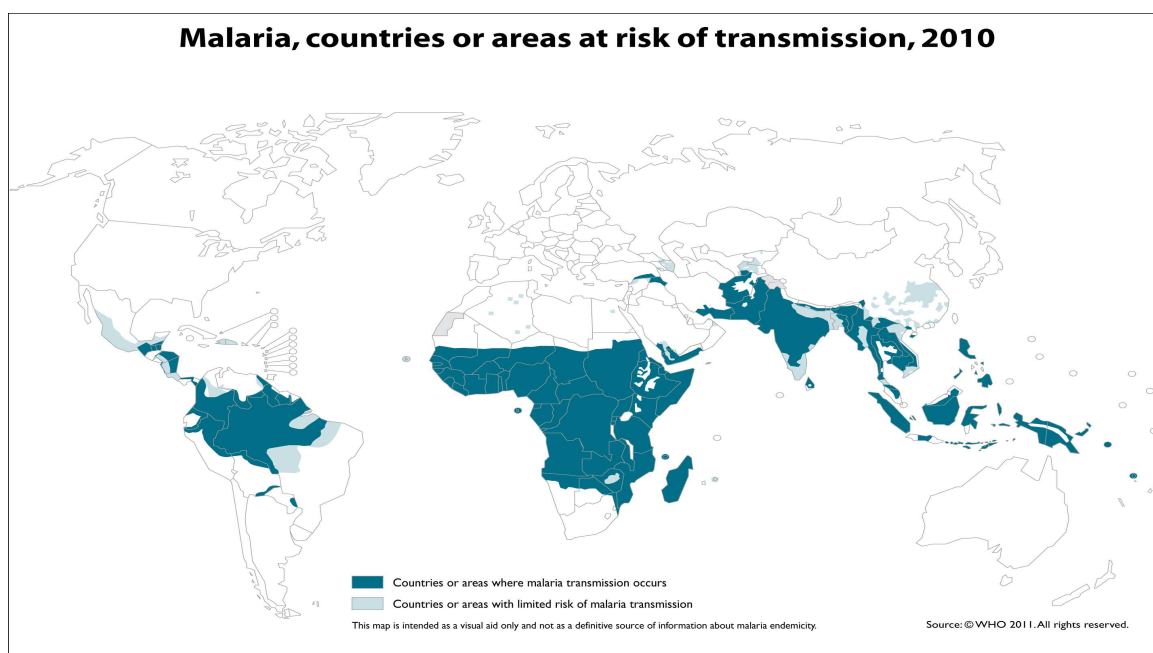 Malaria, countries or areas at risk of transmission, 2010
Countries or areas where malaria transmission occurs
Countries or areas with limited risk of malaria transmission
This map is intended as a visual aid only and not as a definitive source of information about malaria endemicity.
Source: © WHO 2011. All rights reserved.